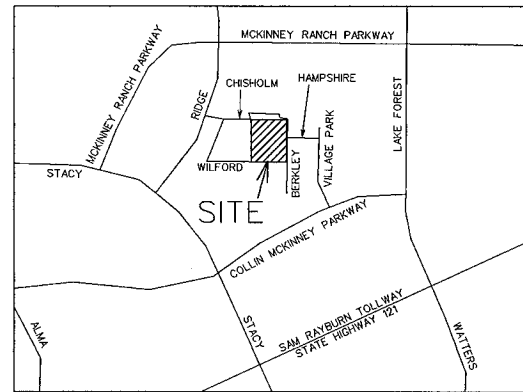 MCKINNEY RANCH PARKWAY
MCKINNEY RANCH PARKWAY
CHISHOLM
HAMPSHIRE
RIDGE
LAKE FOREST
VILLAGE PARK
STACY
WILFORD
BERKLEY
SITE
COLLIN MCKINNEY PARKWAY
ALMA
STACY
SAM RAYBURN TOLLWAY
STATE HIGHWAY 121
WATTERS